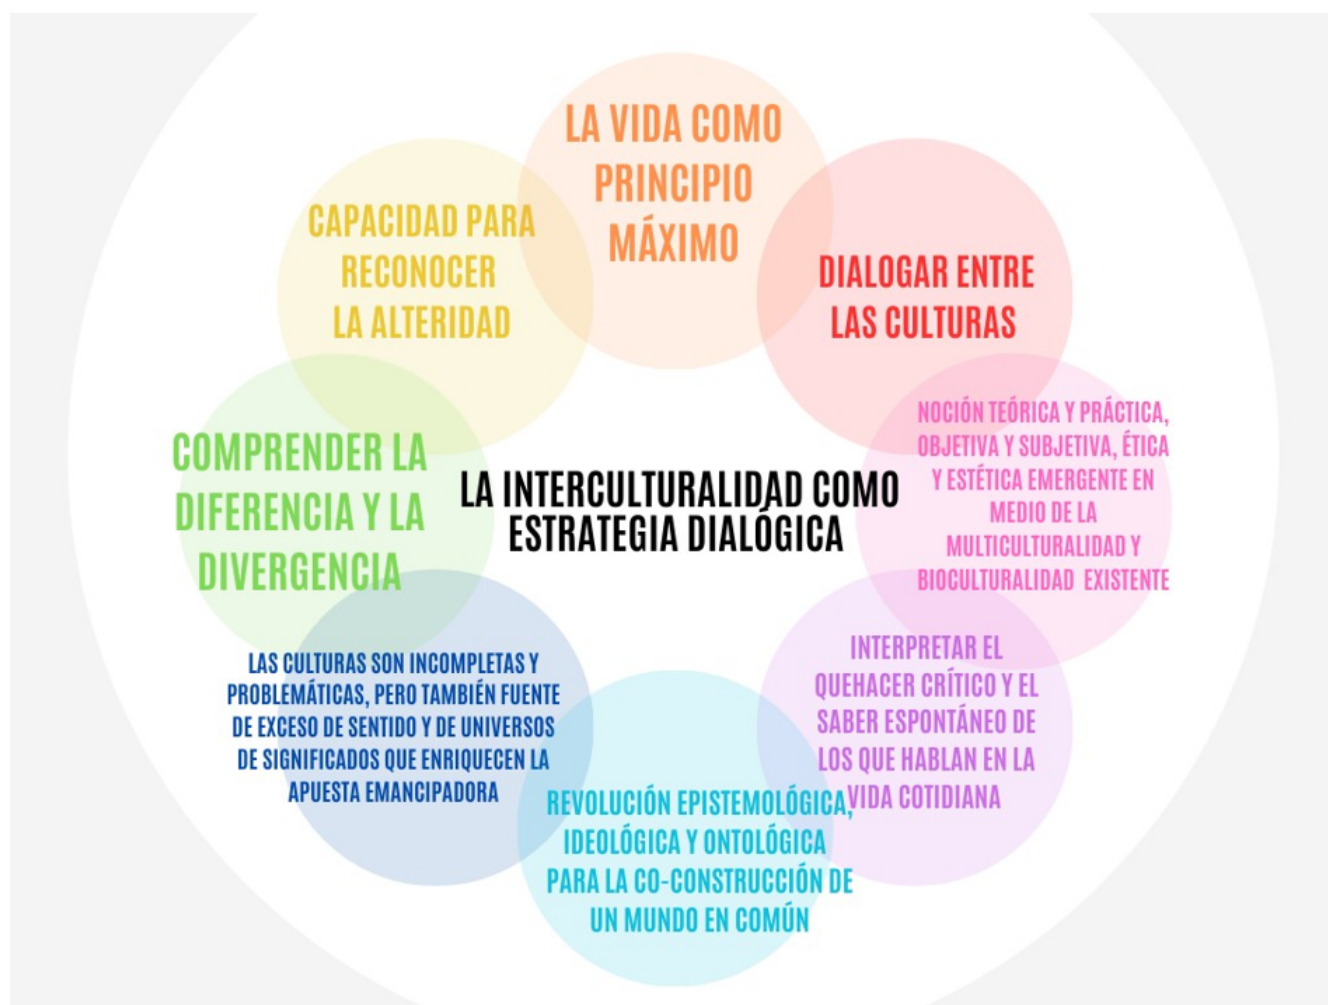 LA VIDA COMO
PRINCIPIO
MÁXIMO
DIALOGAR ENTRE
LAS CULTURAS
NOCIÓN TEÓRICA Y PRÁCTICA,
OBJETIVA Y SUBJETIVA, ÉTICA
Y ESTÉTICA EMERGENTE EN
MEDIO DE LA
MULTICULTURALIDAD Y
BIOCULTURALIDAD EXISTENTE
INTERPRETAR EL
QUEHACER CRÍTICO Y EL
SABER ESPONTÁNEO DE
LOS QUE HABLAN EN LA
VIDA COTIDIANA
REVOLUCIÓN EPISTEMOLÓGICA,
IDEOLÓGICA Y ONTOLÓGICA
PARA LA CO-CONSTRUCCIÓN DE
UN MUNDO EN COMÚN
LAS CULTURAS SON INCOMPLETAS Y
PROBLEMÁTICAS, PERO TAMBIÉN FUENTE
DE EXCESO DE SENTIDO Y DE UNIVERSOS
DE SIGNIFICADOS QUE ENRIQUECEN LA
APUESTA EMANCIPADORA
COMPRENDER LA
DIFERENCIA Y LA
DIVERGENCIA
CAPACIDAD PARA
RECONOCER
LA ALTERIDAD
LA INTERCULTURALIDAD COMO
ESTRATEGIA DIALÓGICA